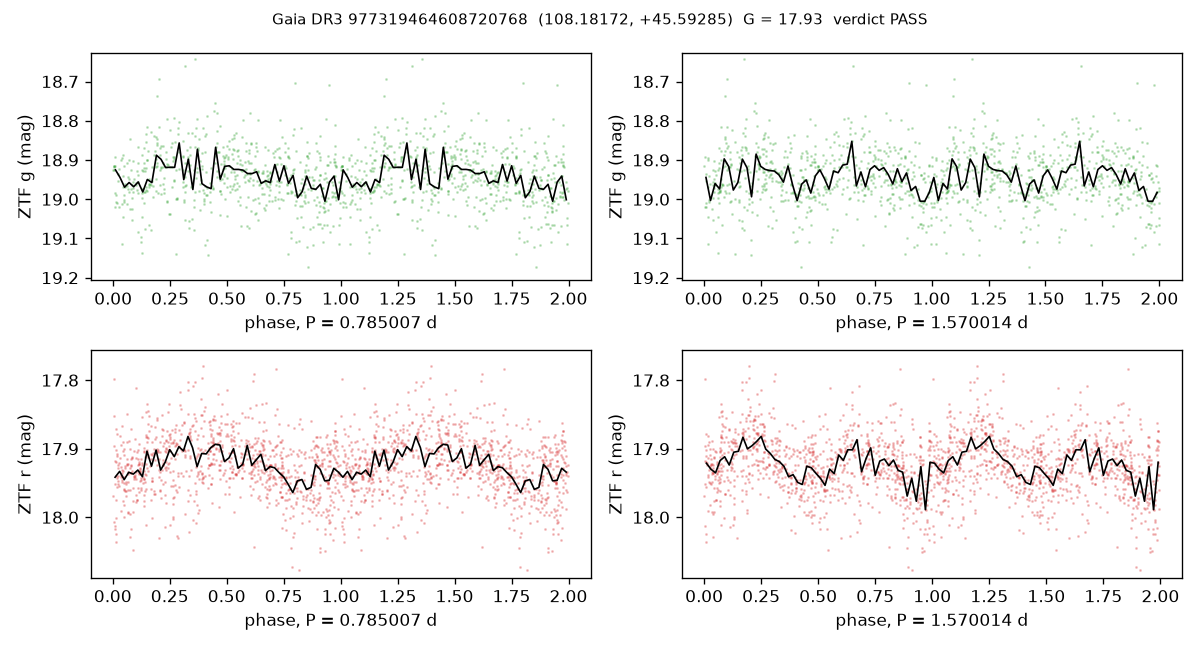 Gaia DR3 977319464608720768 (108.18172, +45.59285) G = 17.93 verdict PASS
ZTF g (mag)
18.7
18.8
18.9
19.0
19.1
19.2
0.00 0.25 0.50 0.75 1.00 1.25 1.50 1.75 2.00
phase, P = 0.785007 d
ZTF g (mag)
18.7
18.8
18.9
19.0
19.1
19.2
0.00 0.25 0.50 0.75 1.00 1.25 1.50 1.75 2.00
phase, P = 1.570014 d
ZTF r (mag)
17.8
17.9
18.0
0.00 0.25 0.50 0.75 1.00 1.25 1.50 1.75 2.00
phase, P = 0.785007 d
ZTF r (mag)
17.8
17.9
18.0
0.00 0.25 0.50 0.75 1.00 1.25 1.50 1.75 2.00
phase, P = 1.570014 d